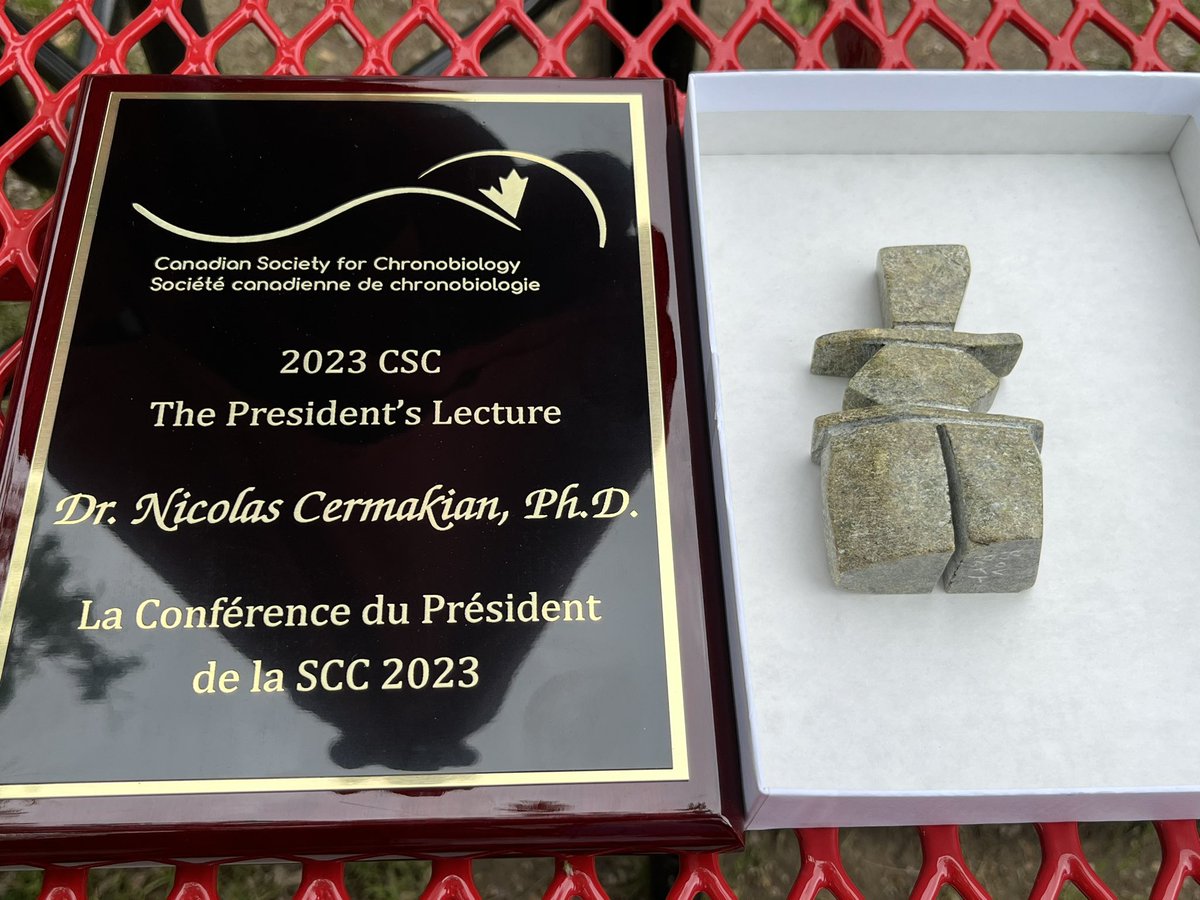 Canadian Society for Chronobiology
Société canadienne de chronobiologie
2023 CSC
The President’s Lecture
Dr. Nicolas Cermakian, Ph.D.
La Conférence du Président
de la SCC 2023